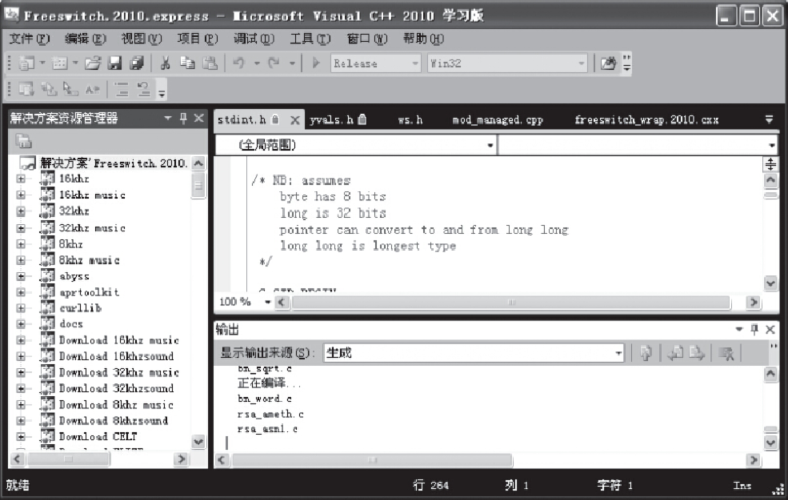 Freeswitch.2010.express - Microsoft Visual C++ 2010 学习版
文件(F) 编辑(E) 视图(V) 项目(P) 调试(D) 工具(T) 窗口(W) 帮助(H)
Release Win32
解决方案资源管理器
stdint.h yvals.h ws.h mod_managed.cpp freeswitch_wrap.2010.cxx
(全局范围)
解决方案'Freeswitch.2010.
16khz
16khz music
32khz
32khz music
8khz
8khz music
abyss
aprtoolkit
curllib
docs
Download 16khz music
Download 16khzsound
Download 32khz music
Download 32khzsound
Download 8khz music
Download 8khzsound
Download CELT
/* NB: assumes
byte has 8 bits
long is 32 bits
pointer can convert to and from long long
long long is longest type
*/
100 %
输出
显示输出来源(S): 生成
bn_sqrt.c
正在编译...
bn_word.c
rsa_ameth.c
rsa_asn1.c
就绪 行 264 列 1 字符 1 Ins